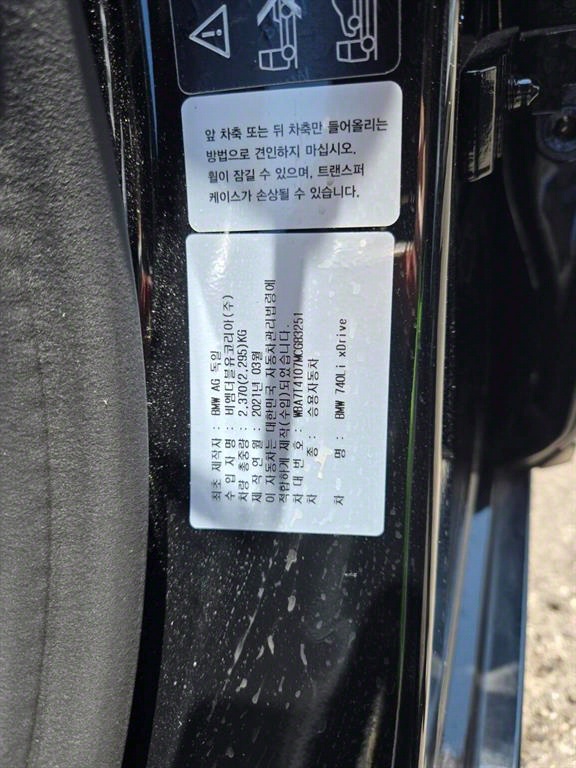 앞 차축 또는 뒤 차축만 들어올리는
방법으로 견인하지 마십시오.
휠이 잠길 수 있으며, 트랜스퍼
케이스가 손상될 수 있습니다.
최초 제작자 : BMW AG 독일
수 입 자 명 : 비엠더블유코리아(주)
차량 총중량 : 2,370(2,295)KG
제 작 연 월 : 2021년 03월
이 자동차는 대한민국 자동차관리법령에
적합하게 제작(수입)되었습니다.
차 대 번 호 : WBA7T4107MCG83251
차 종 : 승용자동차
차 명 : BMW 740Li xDrive